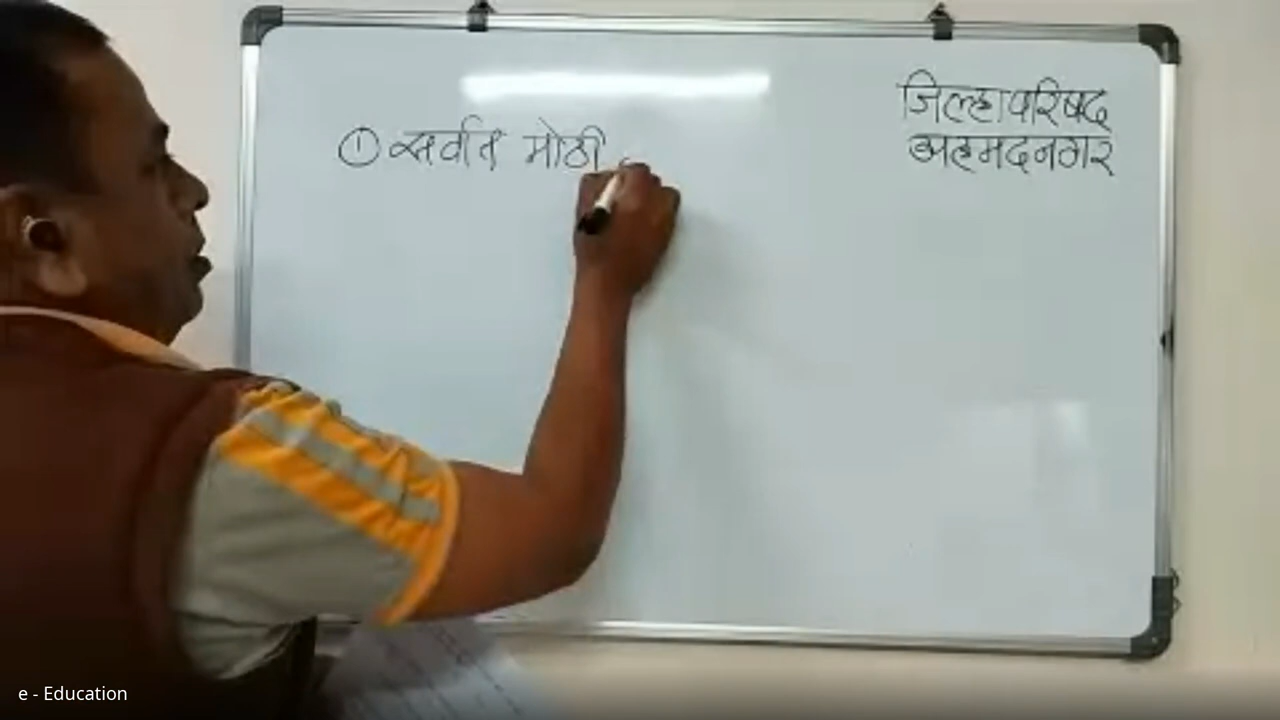 जिल्हा परिषद
अहमदनगर
① सर्वात मोठी
e - Education